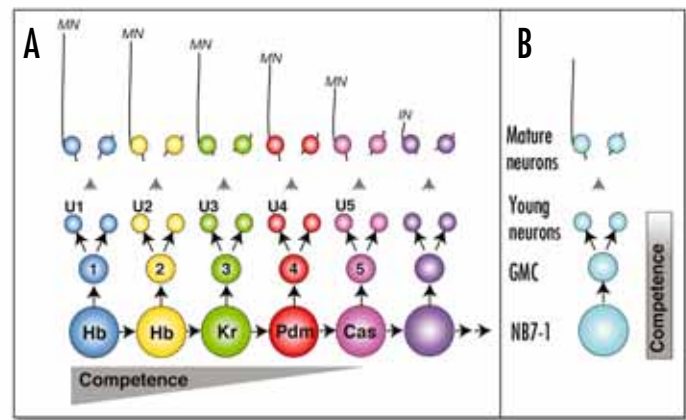 A
MN MN MN MN MN IN
U1 U2 U3 U4 U5
1 2 3 4 5
Hb Hb Kr Pdm Cas
Competence
B
Mature
neurons
Young
neurons
GMC
NB7-1
Competence